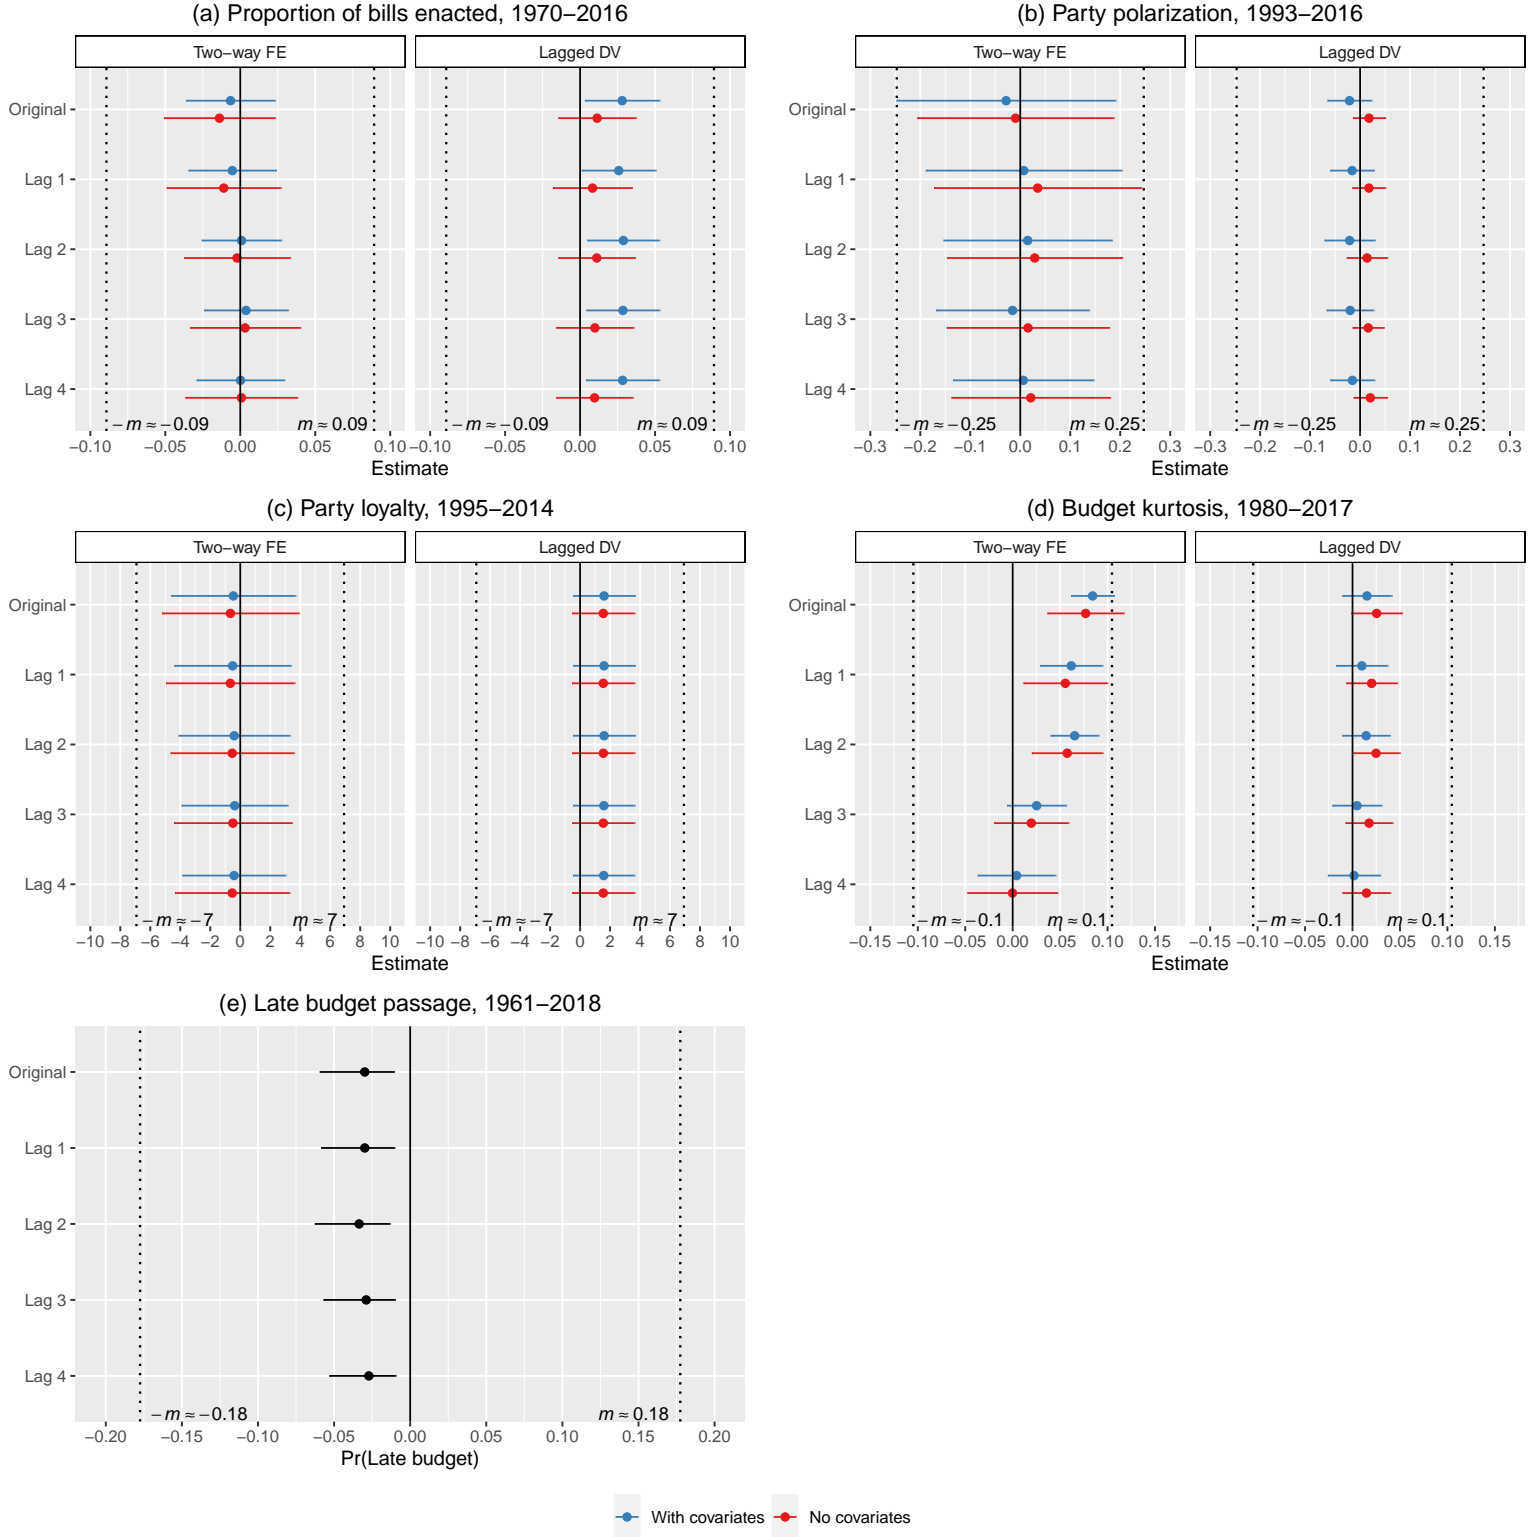 (a) Proportion of bills enacted, 1970−2016
Two−way FE
Lagged DV
Original
Lag 1
Lag 2
Lag 3
Lag 4
−m ≈ −0.09
m ≈ 0.09
−m ≈ −0.09
m ≈ 0.09
−0.10 −0.05 0.00 0.05 0.10
−0.10 −0.05 0.00 0.05 0.10
Estimate
(b) Party polarization, 1993−2016
Two−way FE
Lagged DV
Original
Lag 1
Lag 2
Lag 3
Lag 4
−m ≈ −0.25
m ≈ 0.25
−m ≈ −0.25
m ≈ 0.25
−0.3 −0.2 −0.1 0.0 0.1 0.2 0.3
−0.3 −0.2 −0.1 0.0 0.1 0.2 0.3
Estimate
(c) Party loyalty, 1995−2014
Two−way FE
Lagged DV
Original
Lag 1
Lag 2
Lag 3
Lag 4
−m ≈ −7
m ≈ 7
−m ≈ −7
m ≈ 7
−10 −8 −6 −4 −2 0 2 4 6 8 10
−10 −8 −6 −4 −2 0 2 4 6 8 10
Estimate
(d) Budget kurtosis, 1980−2017
Two−way FE
Lagged DV
Original
Lag 1
Lag 2
Lag 3
Lag 4
−m ≈ −0.1
m ≈ 0.1
−m ≈ −0.1
m ≈ 0.1
−0.15 −0.10 −0.05 0.00 0.05 0.10 0.15
−0.15 −0.10 −0.05 0.00 0.05 0.10 0.15
Estimate
(e) Late budget passage, 1961−2018
Original
Lag 1
Lag 2
Lag 3
Lag 4
−m ≈ −0.18
m ≈ 0.18
−0.20 −0.15 −0.10 −0.05 0.00 0.05 0.10 0.15 0.20
Pr(Late budget)
With covariates
No covariates